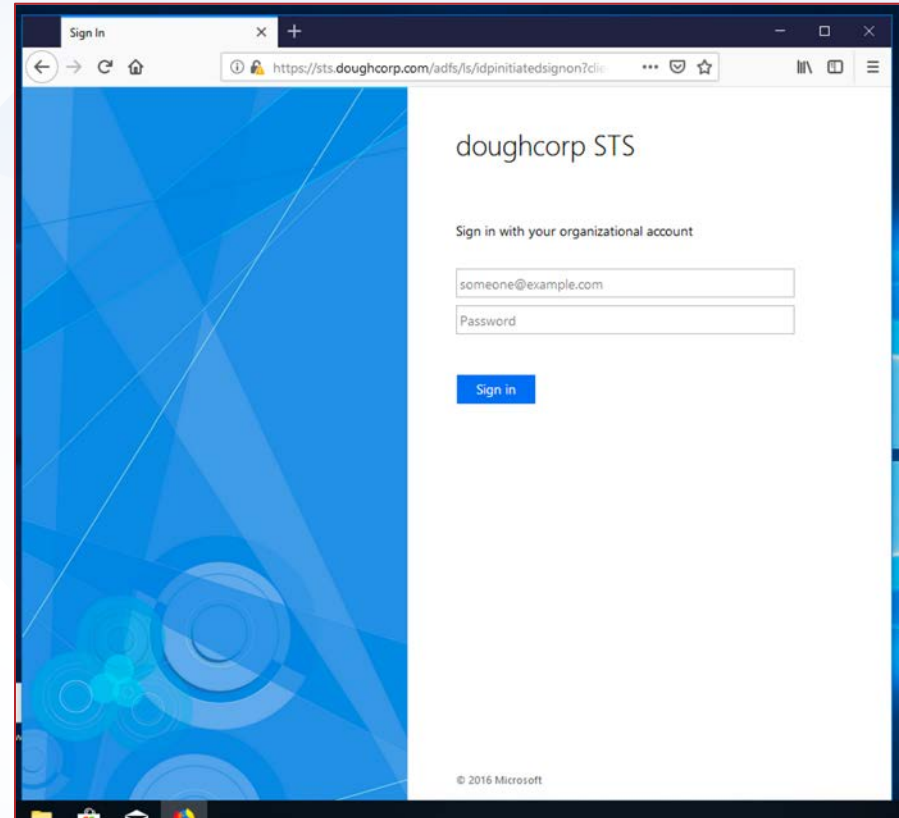 Sign In
https://sts.doughcorp.com/adfs/ls/idpinitiatedsignon?clie
doughcorp STS
Sign in with your organizational account
someone@example.com
Password
Sign in
© 2016 Microsoft